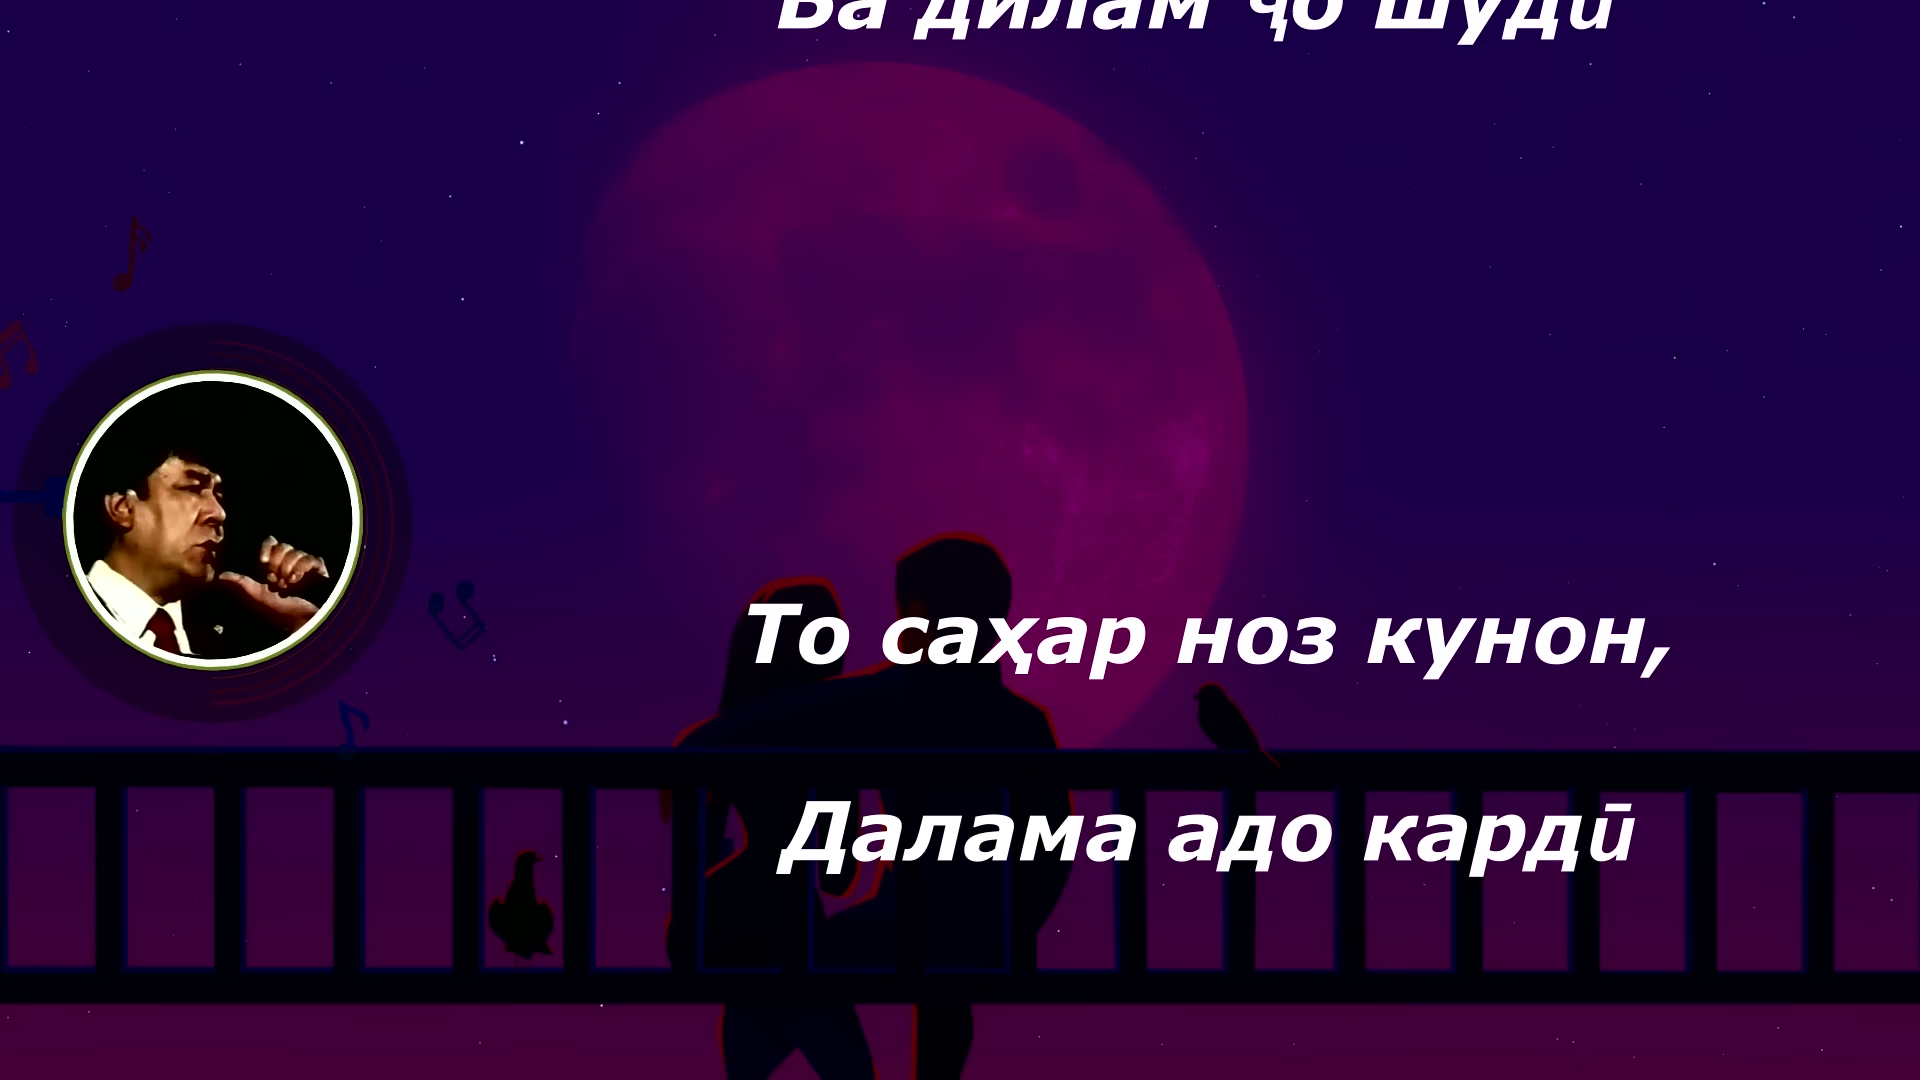 Ба дилам ҷо шудӣ
То саҳар ноз кунон,
Далама адо кардӣ